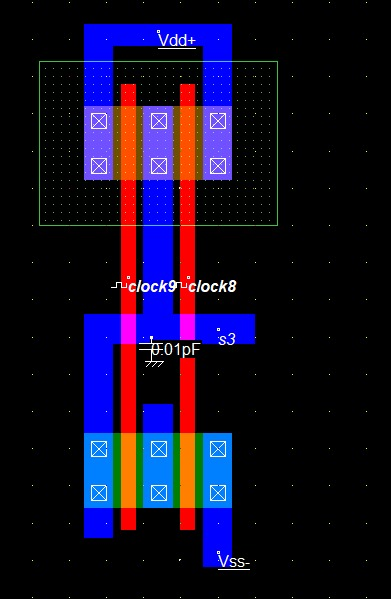 Vdd+
clock9 clock8
s3
0.01pF
Vss-